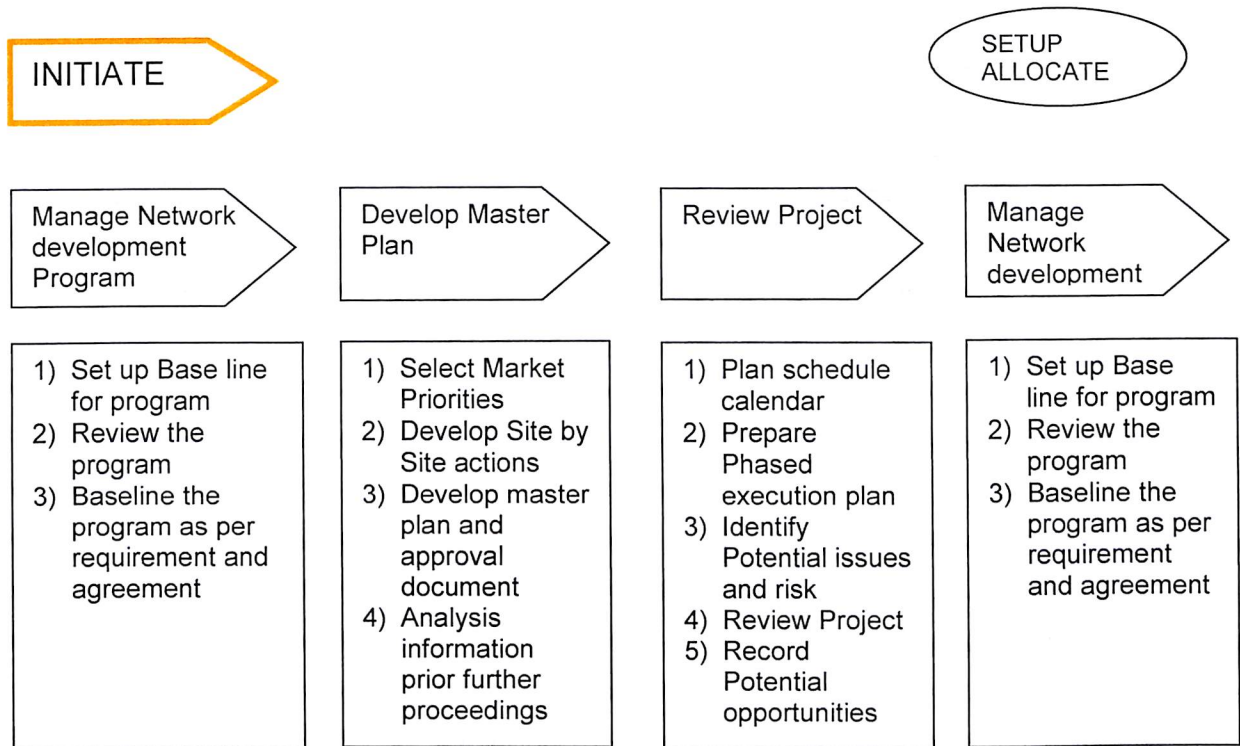 INITIATE
SETUP
ALLOCATE
Manage Network
development
Program
Develop Master
Plan
Review Project
Manage
Network
development
1) Set up Base line
for program
2) Review the
program
3) Baseline the
program as per
requirement and
agreement
1) Select Market
Priorities
2) Develop Site by
Site actions
3) Develop master
plan and
approval
document
4) Analysis
information
prior further
proceedings
1) Plan schedule
calendar
2) Prepare
Phased
execution plan
3) Identify
Potential issues
and risk
4) Review Project
5) Record
Potential
opportunities
1) Set up Base
line for program
2) Review the
program
3) Baseline the
program as per
requirement
and agreement